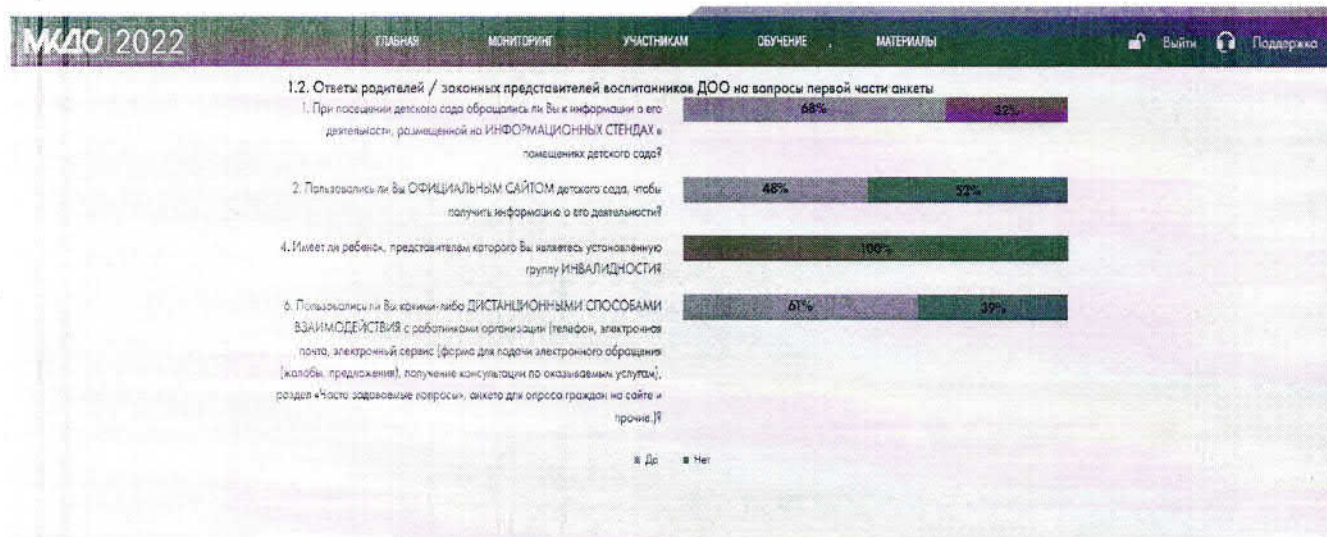 МКДО 2022 ГЛАВНАЯ МОНИТОРИНГ УЧАСТНИКАМ ОБУЧЕНИЕ МАТЕРИАЛЫ Выйти Поддержка
1.2. Ответы родителей / законных представителей воспитанников ДОО на вопросы первой части анкеты
1. При посещении детского сада обращались ли Вы к информации о его
деятельности, размещенной на ИНФОРМАЦИОННЫХ СТЕНДАХ в
помещениях детского сада?
68% 32%
2. Пользовались ли Вы ОФИЦИАЛЬНЫМ САЙТОМ детского сада, чтобы
получить информацию о его деятельности?
48% 52%
4. Имеет ли ребенок, представителем которого Вы являетесь установленную
группу ИНВАЛИДНОСТИ?
100%
6. Пользовались ли Вы какими-либо ДИСТАНЦИОННЫМИ СПОСОБАМИ
ВЗАИМОДЕЙСТВИЯ с работниками организации (телефон, электронная
почта, электронный сервис (форма для подачи электронного обращения
(жалобы, предложения), получение консультации по оказываемым услугам),
раздел «Часто задаваемые вопросы», анкета для опроса граждан на сайте и
прочие.)?
61% 39%
Да Нет